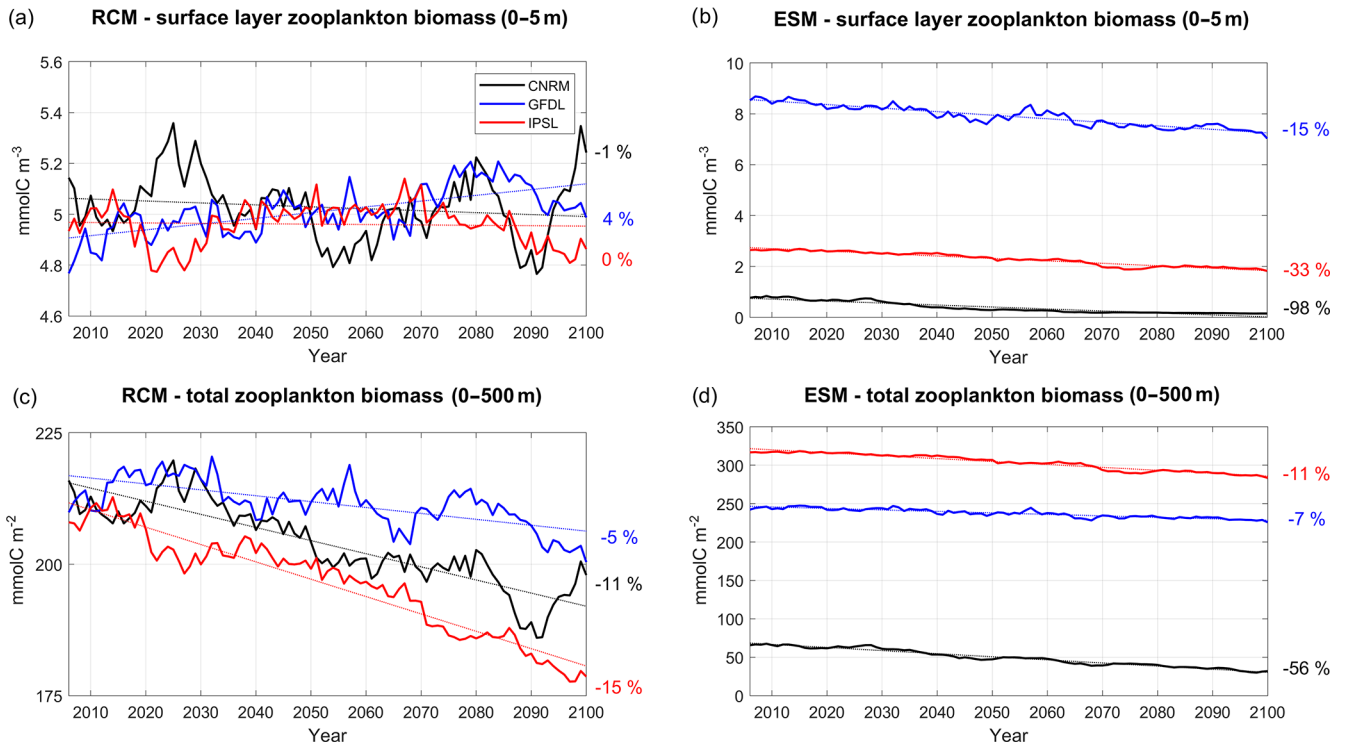 (a)
RCM - surface layer zooplankton biomass (0–5 m)
5.6
5.4
5.2
5
4.8
4.6
mmolC m⁻³
CNRM
GFDL
IPSL
-1 %
4 %
0 %
2010 2020 2030 2040 2050 2060 2070 2080 2090 2100
Year
(b)
ESM - surface layer zooplankton biomass (0–5 m)
10
8
6
4
2
0
mmolC m⁻³
-15 %
-33 %
-98 %
2010 2020 2030 2040 2050 2060 2070 2080 2090 2100
Year
(c)
RCM - total zooplankton biomass (0–500 m)
225
200
175
mmolC m⁻²
-5 %
-11 %
-15 %
2010 2020 2030 2040 2050 2060 2070 2080 2090 2100
Year
(d)
ESM - total zooplankton biomass (0–500 m)
350
300
250
200
150
100
50
0
mmolC m⁻²
-11 %
-7 %
-56 %
2010 2020 2030 2040 2050 2060 2070 2080 2090 2100
Year